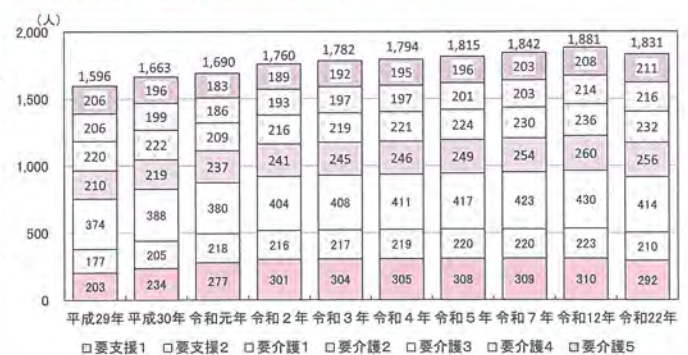 (人)
2,000
1,500
1,000
500
0
1,596 1,663 1,690 1,760 1,782 1,794 1,815 1,842 1,881 1,831
206 196 183 189 192 195 196 203 208 211
206 199 186 193 197 197 201 203 214 216
220 222 209 216 219 221 224 230 236 232
210 219 237 241 245 246 249 254 260 256
374 388 380 404 408 411 417 423 430 414
177 205 218 216 217 219 220 220 223 210
203 234 277 301 304 305 308 309 310 292
平成29年 平成30年 令和元年 令和2年 令和3年 令和4年 令和5年 令和7年 令和12年 令和22年
□要支援1 □要支援2 □要介護1 □要介護2 □要介護3 □要介護4 □要介護5